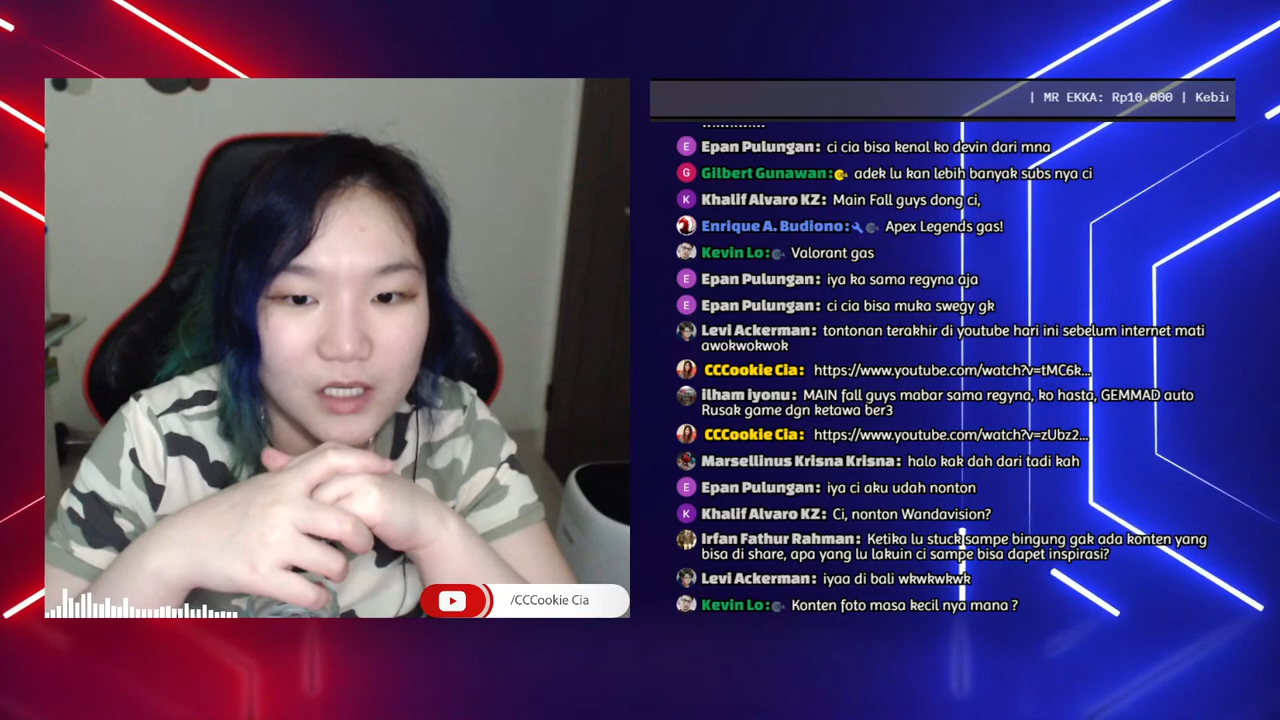 | MR EKKA: Rp10.000 | Kebi
Epan Pulungan: ci cia bisa kenal ko devin dari mna
Gilbert Gunawan: adek lu kan lebih banyak subs nya ci
Khalif Alvaro KZ: Main Fall guys dong ci,
Enrique A. Budiono: Apex Legends gas!
Kevin Lo: Valorant gas
Epan Pulungan: iya ka sama regyna aja
Epan Pulungan: ci cia bisa muka swegy gk
Levi Ackerman: tontonan terakhir di youtube hari ini sebelum internet mati
awokwokwok
CCCookie Cia: https://www.youtube.com/watch?v=tMC6k...
ilham iyonu: MAIN fall guys mabar sama regyna, ko hasta, GEMMAD auto
Rusak game dgn ketawa ber3
CCCookie Cia: https://www.youtube.com/watch?v=zUbz2...
Marsellinus Krisna Krisna: halo kak dah dari tadi kah
Epan Pulungan: iya ci aku udah nonton
Khalif Alvaro KZ: Ci, nonton Wandavision?
Irfan Fathur Rahman: Ketika lu stuck sampe bingung gak ada konten yang
bisa di share, apa yang lu lakuin ci sampe bisa dapet inspirasi?
Levi Ackerman: iyaa di bali wkwkwkwk
Kevin Lo: Konten foto masa kecil nya mana ?
/CCCookie Cia